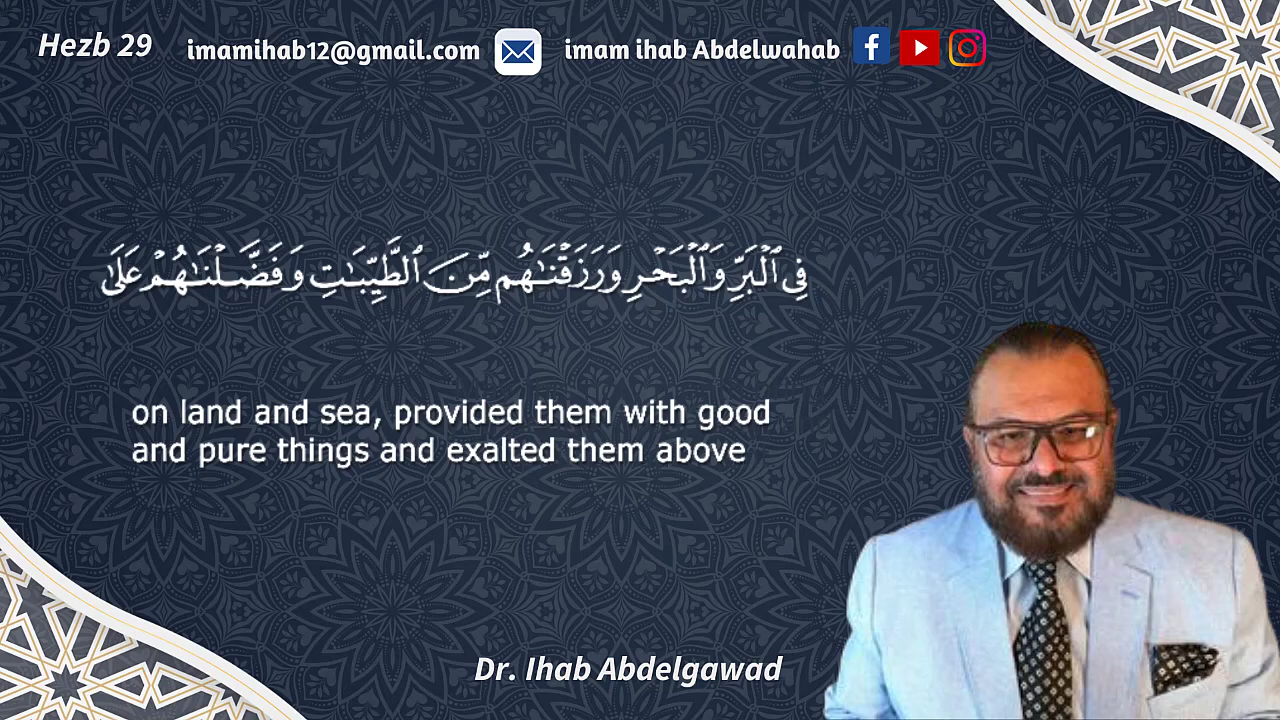 Hezb 29
imamihab12@gmail.com
imam ihab Abdelwahab
فِي ٱلْبَرِّ وَٱلْبَحْرِ وَرَزَقْنَـٰهُم مِّنَ ٱلطَّيِّبَـٰتِ وَفَضَّلْنَـٰهُمْ عَلَىٰ
on land and sea, provided them with good
and pure things and exalted them above
Dr. Ihab Abdelgawad